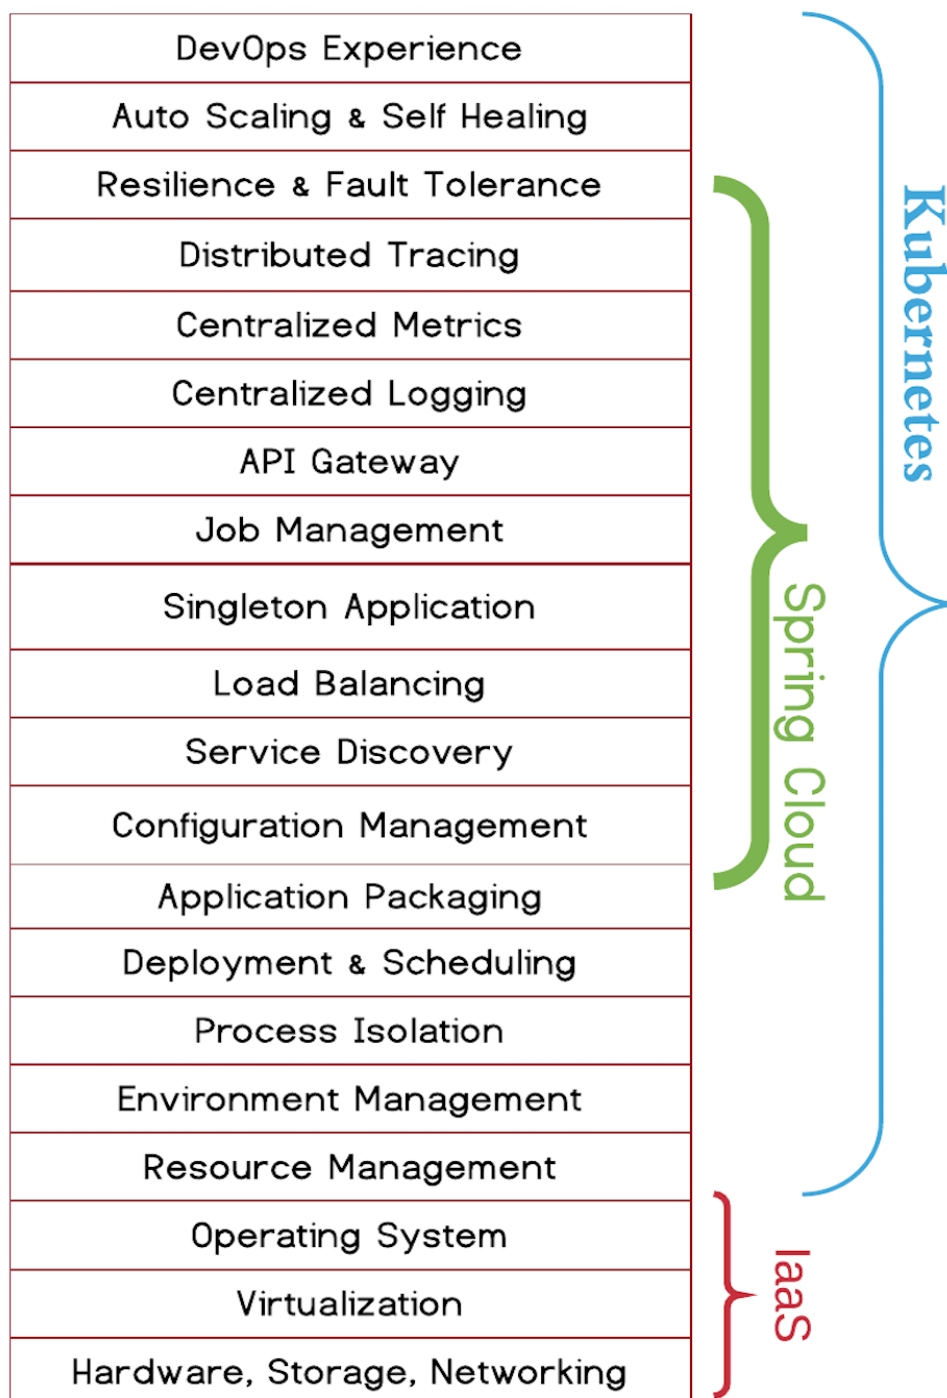 DevOps Experience
Auto Scaling & Self Healing
Resilience & Fault Tolerance
Distributed Tracing
Centralized Metrics
Centralized Logging
API Gateway
Job Management
Singleton Application
Load Balancing
Service Discovery
Configuration Management
Application Packaging
Deployment & Scheduling
Process Isolation
Environment Management
Resource Management
Operating System
Virtualization
Hardware, Storage, Networking
Kubernetes
Spring Cloud
IaaS